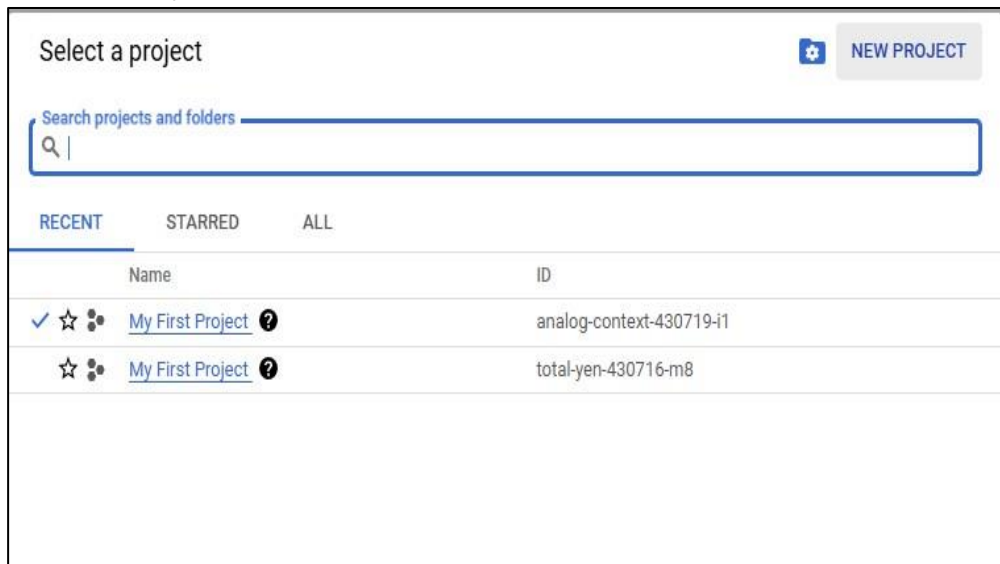 Select a project
NEW PROJECT
Search projects and folders
RECENT STARRED ALL
Name ID
My First Project ? analog-context-430719-i1
My First Project ? total-yen-430716-m8